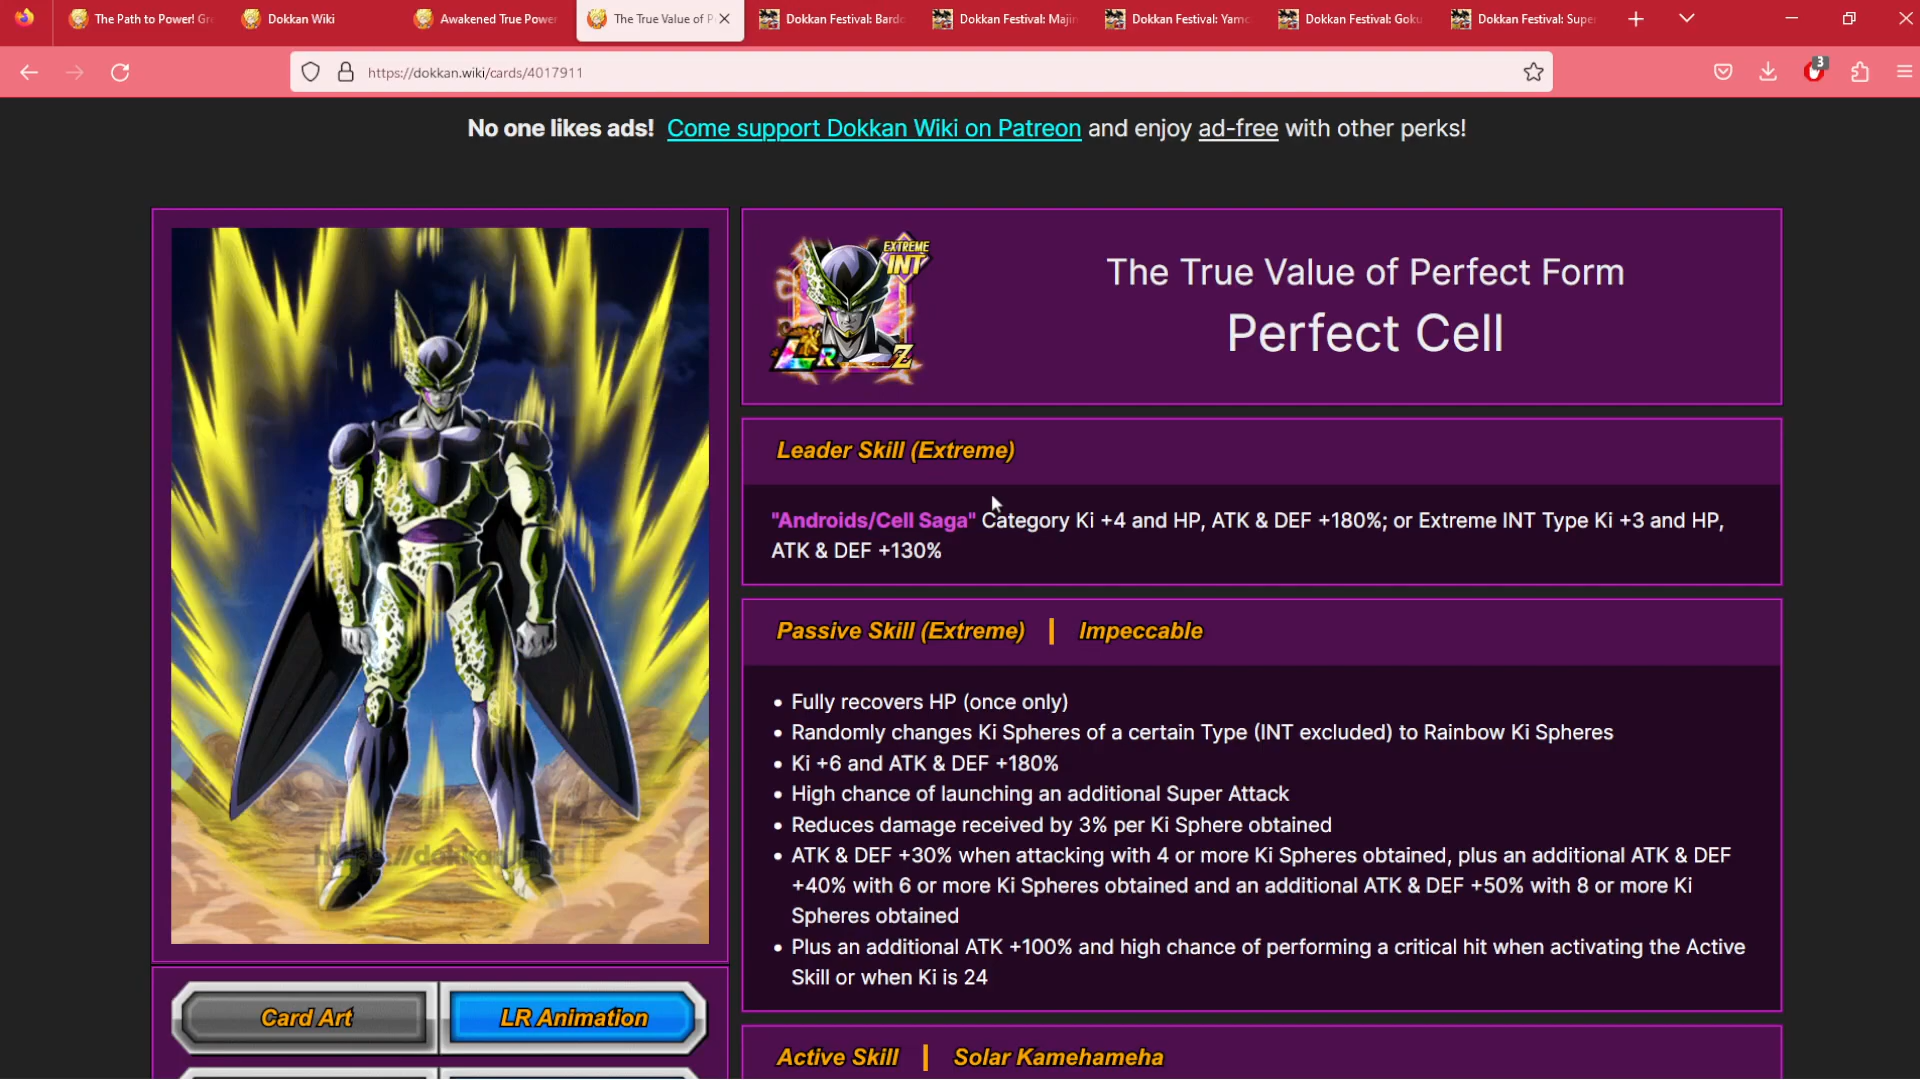 The Path to Power! Gre
Dokkan Wiki
Awakened True Power
The True Value of P
Dokkan Festival: Bardo
Dokkan Festival: Majin
Dokkan Festival: Yamc
Dokkan Festival: Goku
Dokkan Festival: Super
https://dokkan.wiki/cards/4017911
3
No one likes ads! Come support Dokkan Wiki on Patreon and enjoy ad-free with other perks!
EXTREME
INT
LR
Z
The True Value of Perfect Form
Perfect Cell
Leader Skill (Extreme)
"Androids/Cell Saga" Category Ki +4 and HP, ATK & DEF +180%; or Extreme INT Type Ki +3 and HP,
ATK & DEF +130%
Passive Skill (Extreme) | Impeccable
• Fully recovers HP (once only)
• Randomly changes Ki Spheres of a certain Type (INT excluded) to Rainbow Ki Spheres
• Ki +6 and ATK & DEF +180%
• High chance of launching an additional Super Attack
• Reduces damage received by 3% per Ki Sphere obtained
• ATK & DEF +30% when attacking with 4 or more Ki Spheres obtained, plus an additional ATK & DEF
+40% with 6 or more Ki Spheres obtained and an additional ATK & DEF +50% with 8 or more Ki
Spheres obtained
• Plus an additional ATK +100% and high chance of performing a critical hit when activating the Active
Skill or when Ki is 24
https://dokkan.wiki
Card Art
LR Animation
Active Skill | Solar Kamehameha